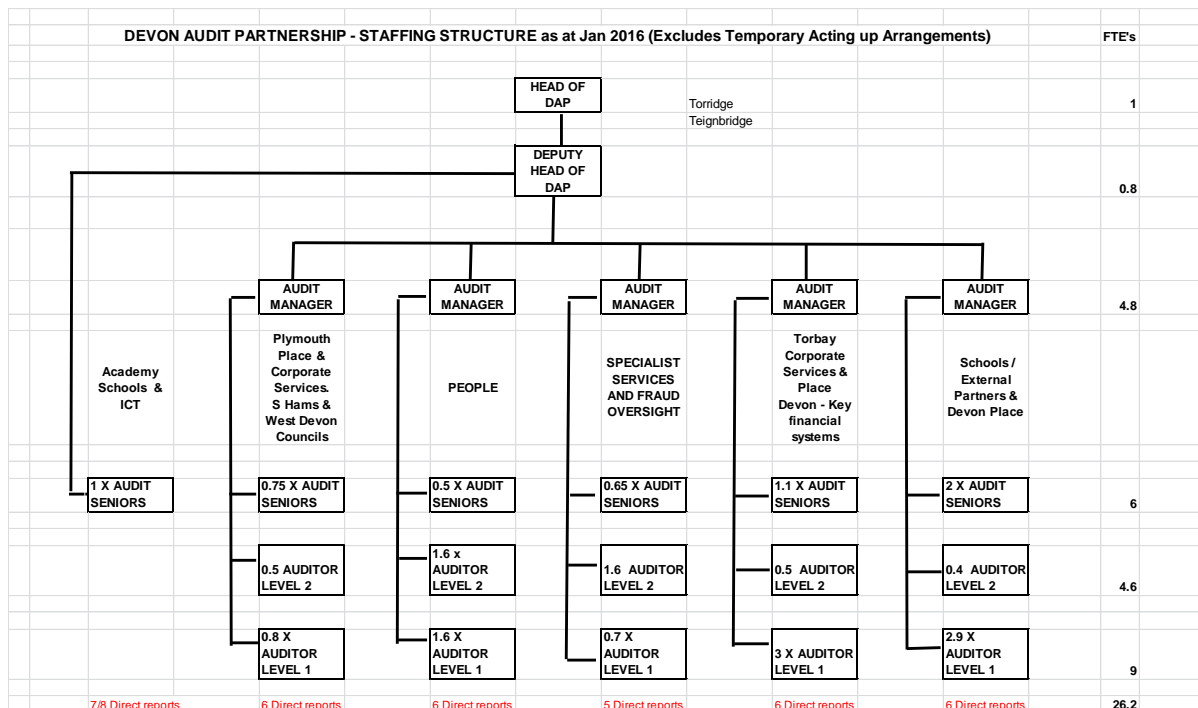 DEVON AUDIT PARTNERSHIP - STAFFING STRUCTURE as at Jan 2016 (Excludes Temporary Acting up Arrangements)
FTE's
HEAD OF
DAP
Torridge
Teignbridge
1
DEPUTY
HEAD OF
DAP
0.8
AUDIT
MANAGER
AUDIT
MANAGER
AUDIT
MANAGER
AUDIT
MANAGER
AUDIT
MANAGER
4.8
Academy
Schools &
ICT
Plymouth
Place &
Corporate
Services.
S Hams &
West Devon
Councils
PEOPLE
SPECIALIST
SERVICES
AND FRAUD
OVERSIGHT
Torbay
Corporate
Services &
Place
Devon - Key
financial
systems
Schools /
External
Partners &
Devon Place
1 X AUDIT
SENIORS
0.75 X AUDIT
SENIORS
0.5 X AUDIT
SENIORS
0.65 X AUDIT
SENIORS
1.1 X AUDIT
SENIORS
2 X AUDIT
SENIORS
6
0.5 AUDITOR
LEVEL 2
1.6 x
AUDITOR
LEVEL 2
1.6 AUDITOR
LEVEL 2
0.5 AUDITOR
LEVEL 2
0.4 AUDITOR
LEVEL 2
4.6
0.8 X
AUDITOR
LEVEL 1
1.6 X
AUDITOR
LEVEL 1
0.7 X
AUDITOR
LEVEL 1
3 X AUDITOR
LEVEL 1
2.9 X
AUDITOR
LEVEL 1
9
7/8 Direct reports
6 Direct reports
6 Direct reports
5 Direct reports
6 Direct reports
6 Direct reports
26.2